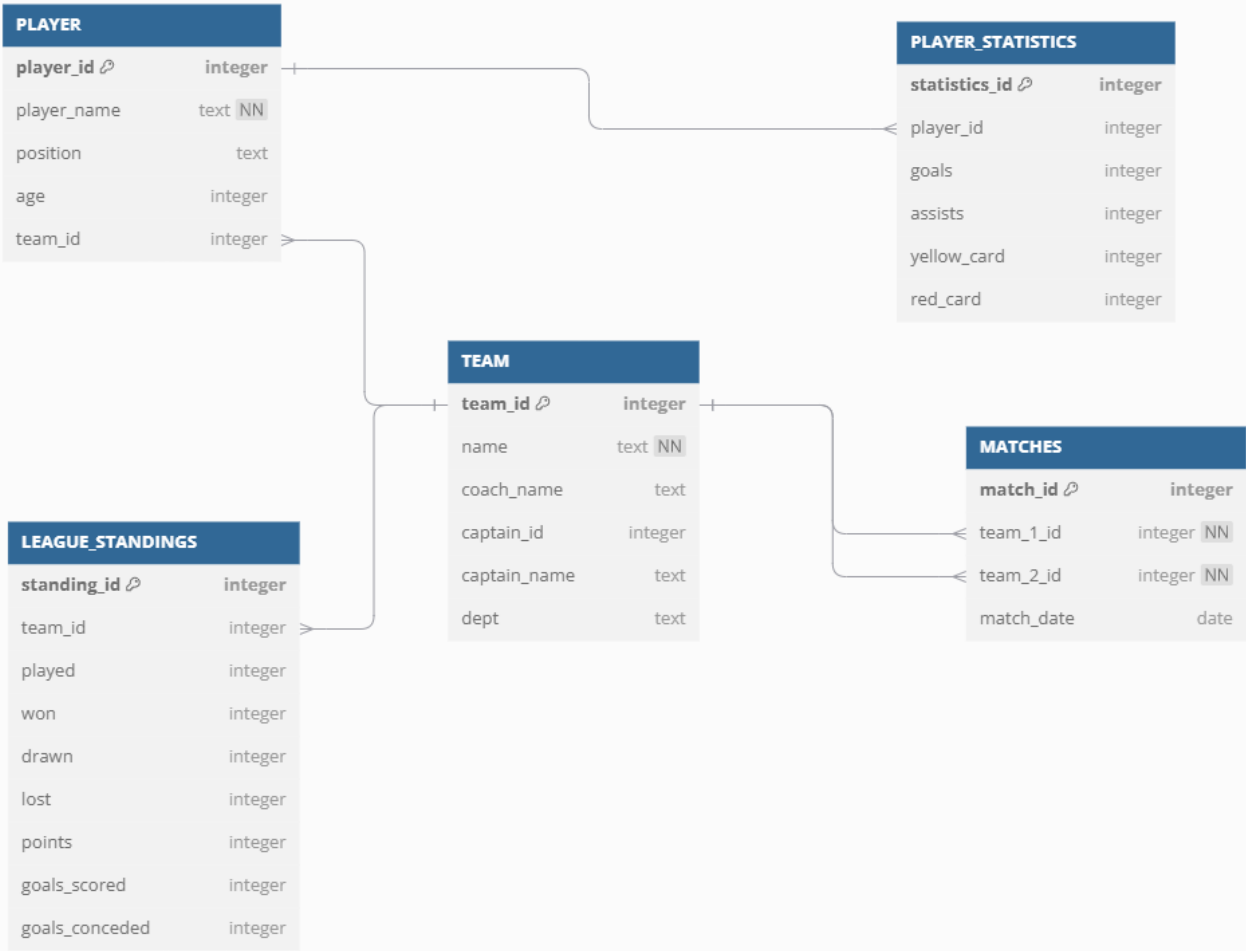 PLAYER
player_id integer
player_name text NN
position text
age integer
team_id integer
PLAYER_STATISTICS
statistics_id integer
player_id integer
goals integer
assists integer
yellow_card integer
red_card integer
TEAM
team_id integer
name text NN
coach_name text
captain_id integer
captain_name text
dept text
MATCHES
match_id integer
team_1_id integer NN
team_2_id integer NN
match_date date
LEAGUE_STANDINGS
standing_id integer
team_id integer
played integer
won integer
drawn integer
lost integer
points integer
goals_scored integer
goals_conceded integer